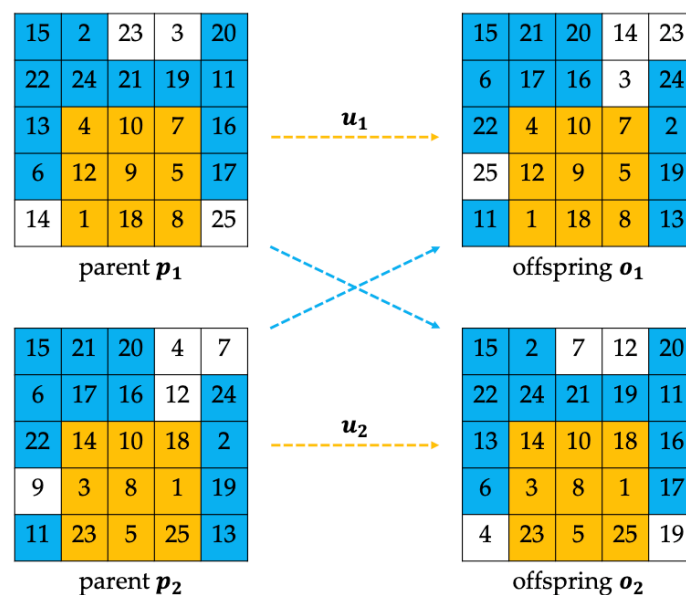 15 2 23 3 20
22 24 21 19 11
13 4 10 7 16
6 12 9 5 17
14 1 18 8 25
parent p₁
u₁
15 21 20 14 23
6 17 16 3 24
22 4 10 7 2
25 12 9 5 19
11 1 18 8 13
offspring o₁
15 21 20 4 7
6 17 16 12 24
22 14 10 18 2
9 3 8 1 19
11 23 5 25 13
parent p₂
u₂
15 2 7 12 20
22 24 21 19 11
13 14 10 18 16
6 3 8 1 17
4 23 5 25 19
offspring o₂